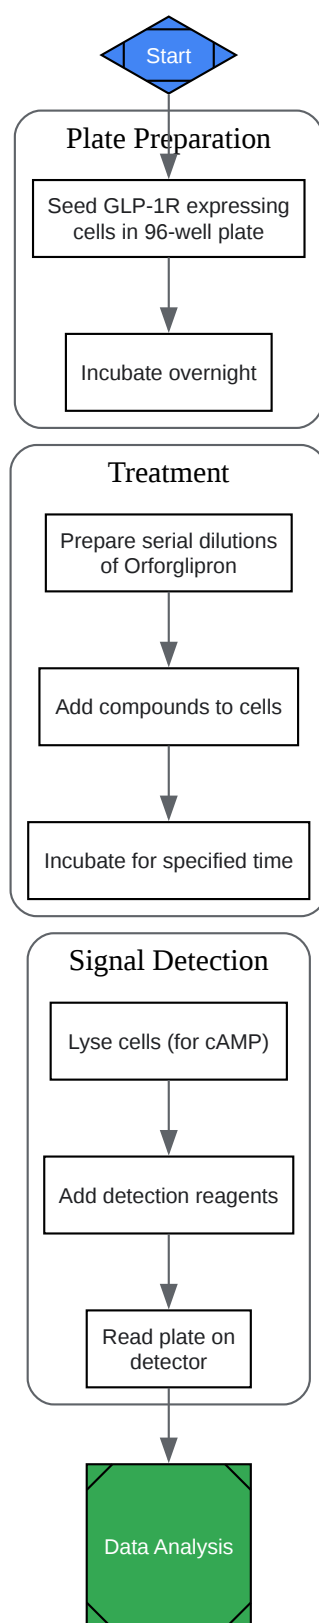 Start
Plate Preparation
Seed GLP-1R expressing
cells in 96-well plate
Incubate overnight
Treatment
Prepare serial dilutions
of Orforglipron
Add compounds to cells
Incubate for specified time
Signal Detection
Lyse cells (for cAMP)
Add detection reagents
Read plate on
detector
Data Analysis